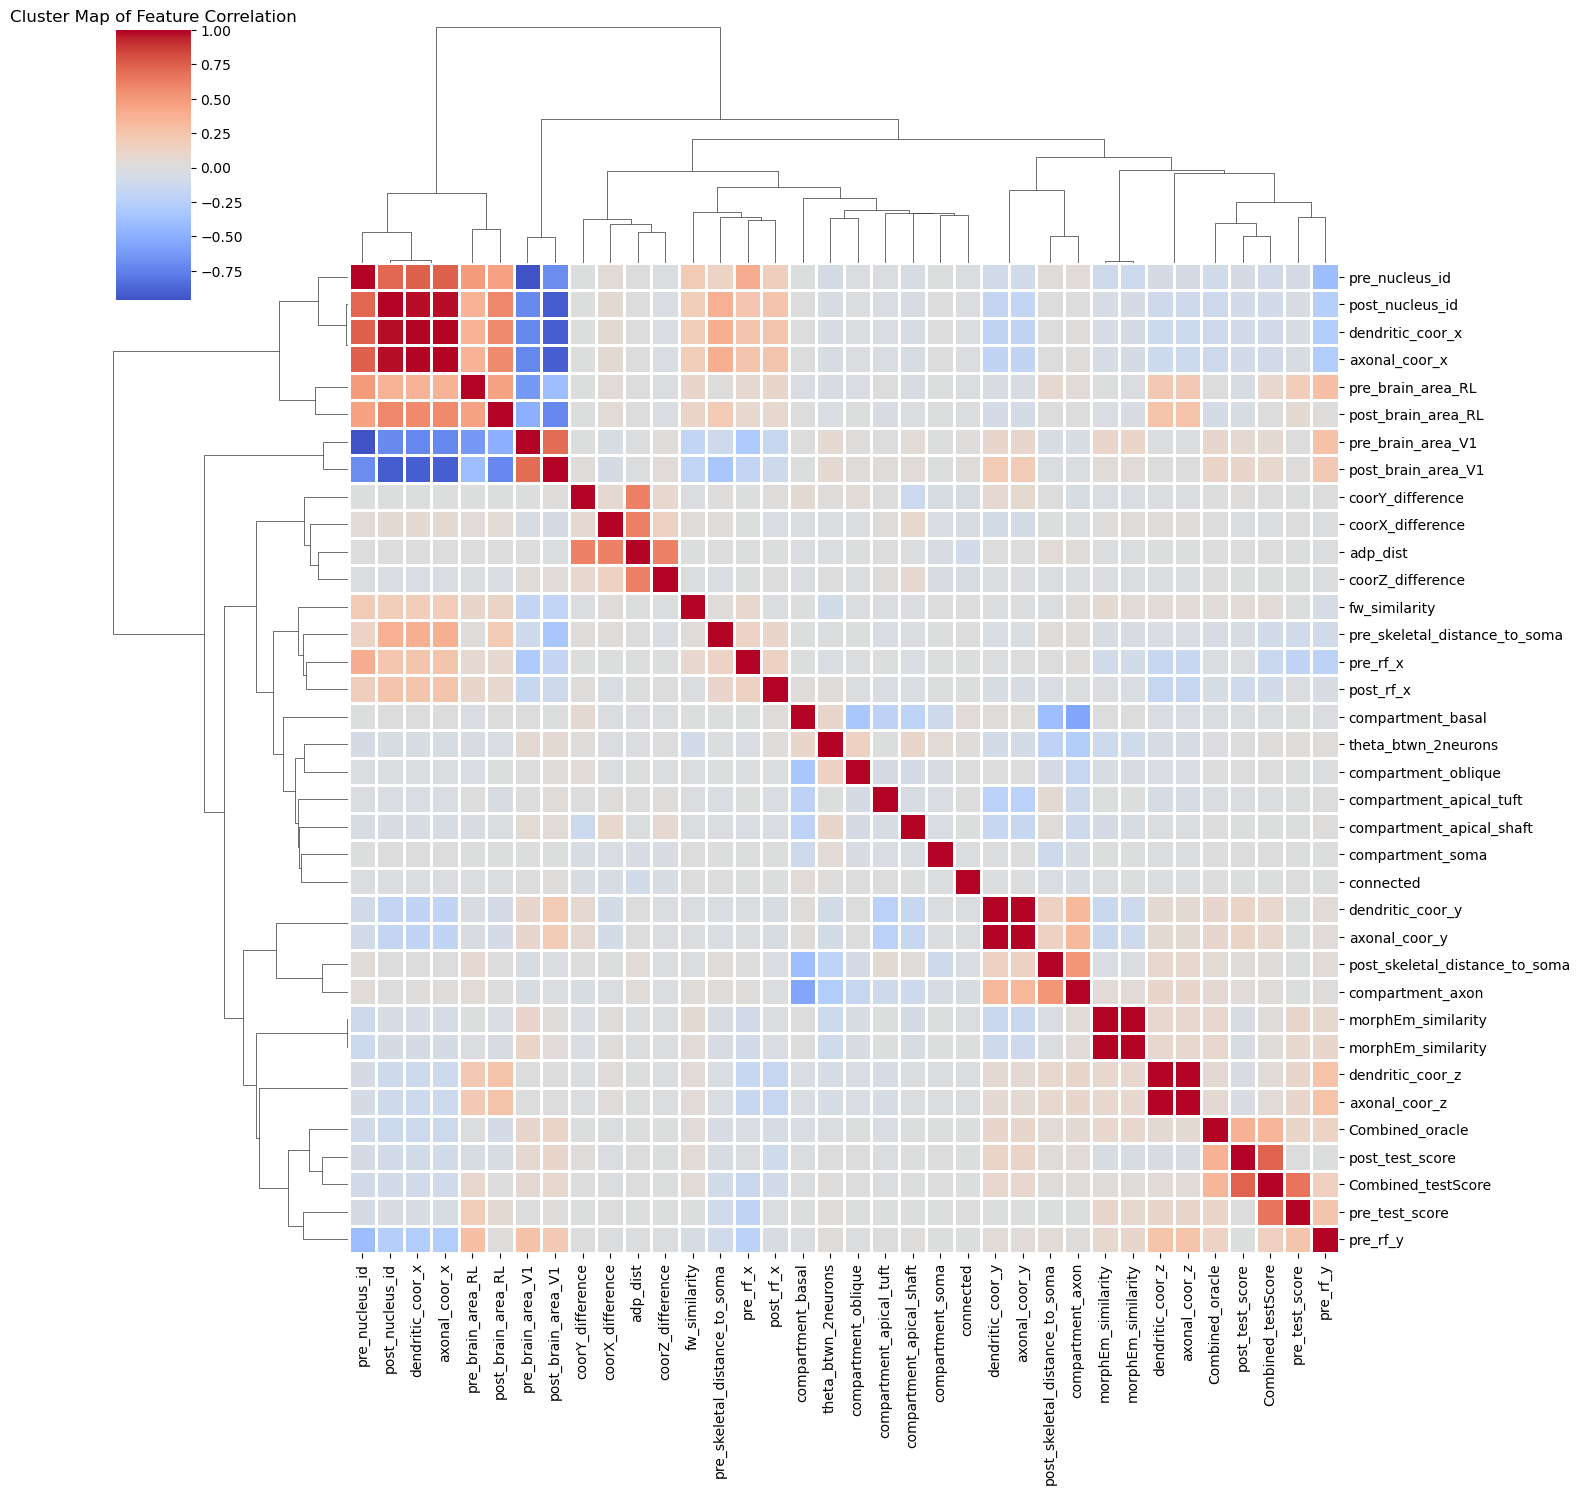 Cluster Map of Feature Correlation
1.00
0.75
0.50
0.25
0.00
−0.25
−0.50
−0.75
pre_nucleus_id
post_nucleus_id
dendritic_coor_x
axonal_coor_x
pre_brain_area_RL
post_brain_area_RL
pre_brain_area_V1
post_brain_area_V1
coorY_difference
coorX_difference
adp_dist
coorZ_difference
fw_similarity
pre_skeletal_distance_to_soma
pre_rf_x
post_rf_x
compartment_basal
theta_btwn_2neurons
compartment_oblique
compartment_apical_tuft
compartment_apical_shaft
compartment_soma
connected
dendritic_coor_y
axonal_coor_y
post_skeletal_distance_to_soma
compartment_axon
morphEm_similarity
morphEm_similarity
dendritic_coor_z
axonal_coor_z
Combined_oracle
post_test_score
Combined_testScore
pre_test_score
pre_rf_y
pre_nucleus_id
post_nucleus_id
dendritic_coor_x
axonal_coor_x
pre_brain_area_RL
post_brain_area_RL
pre_brain_area_V1
post_brain_area_V1
coorY_difference
coorX_difference
adp_dist
coorZ_difference
fw_similarity
pre_skeletal_distance_to_soma
pre_rf_x
post_rf_x
compartment_basal
theta_btwn_2neurons
compartment_oblique
compartment_apical_tuft
compartment_apical_shaft
compartment_soma
connected
dendritic_coor_y
axonal_coor_y
post_skeletal_distance_to_soma
compartment_axon
morphEm_similarity
morphEm_similarity
dendritic_coor_z
axonal_coor_z
Combined_oracle
post_test_score
Combined_testScore
pre_test_score
pre_rf_y